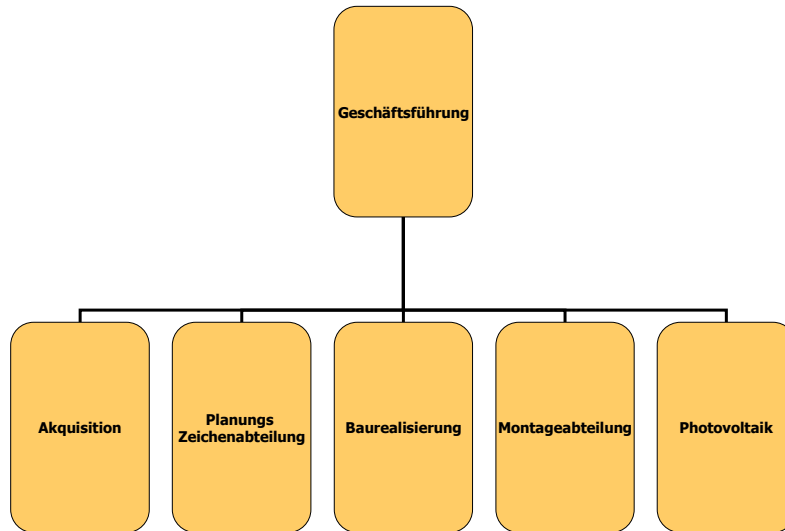 Geschäftsführung
Akquisition
Planungs
Zeichenabteilung
Baurealisierung
Montageabteilung
Photovoltaik